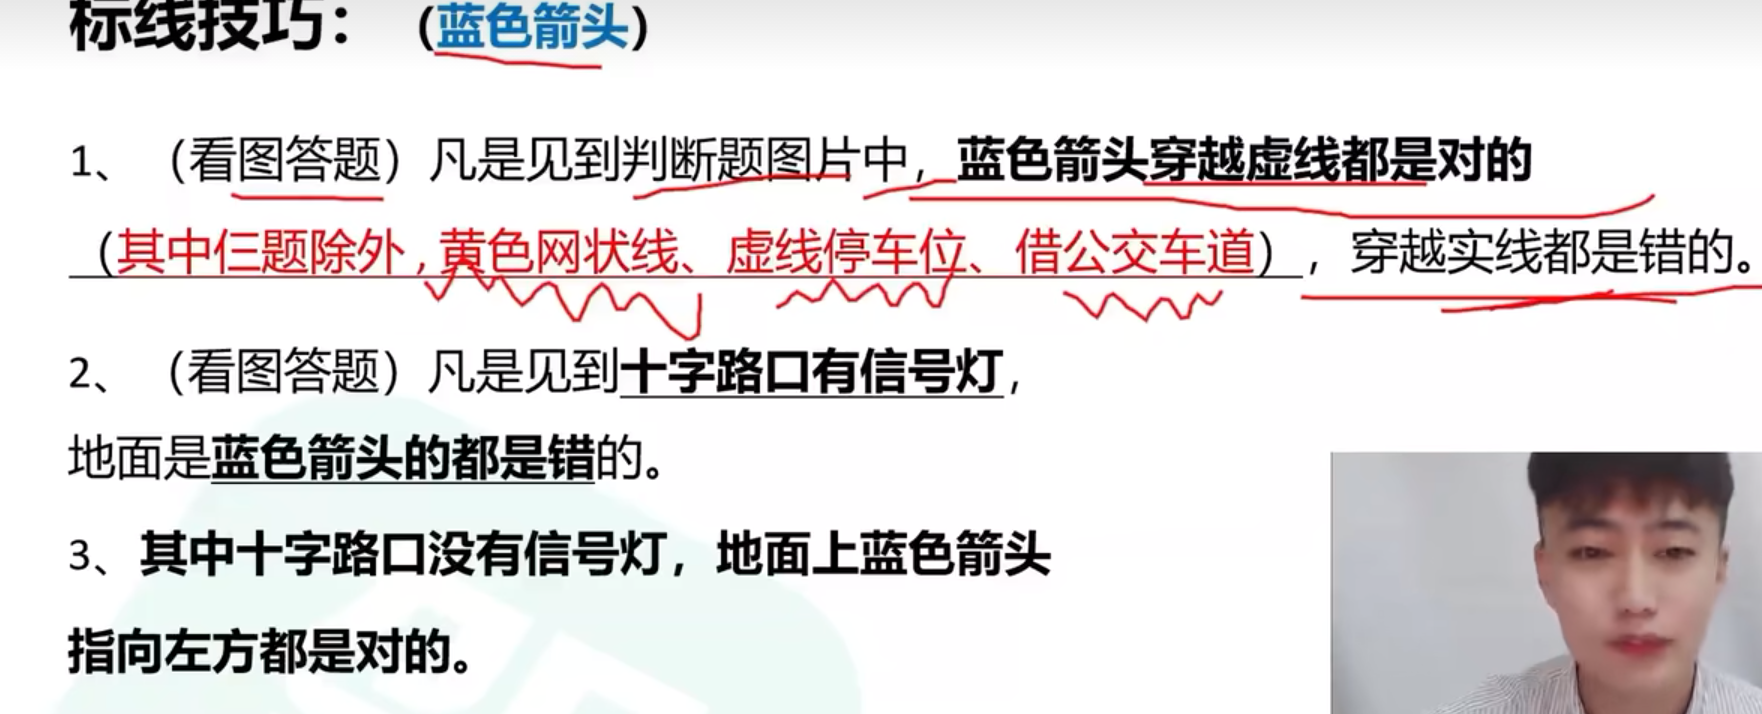 标线技巧：（蓝色箭头）
1、（看图答题）凡是见到判断题图片中，蓝色箭头穿越虚线都是对的
（其中仨题除外，黄色网状线、虚线停车位、借公交车道），穿越实线都是错的。
2、（看图答题）凡是见到十字路口有信号灯，
地面是蓝色箭头的都是错的。
3、其中十字路口没有信号灯，地面上蓝色箭头
指向左方都是对的。